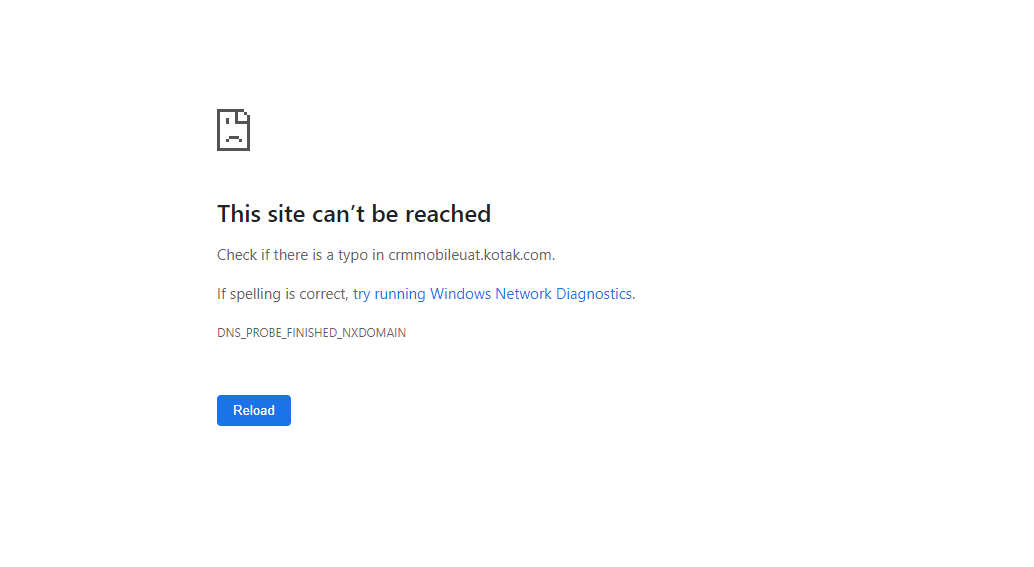 This site can’t be reached
Check if there is a typo in crmmobileuat.kotak.com.
If spelling is correct, try running Windows Network Diagnostics.
DNS_PROBE_FINISHED_NXDOMAIN
Reload